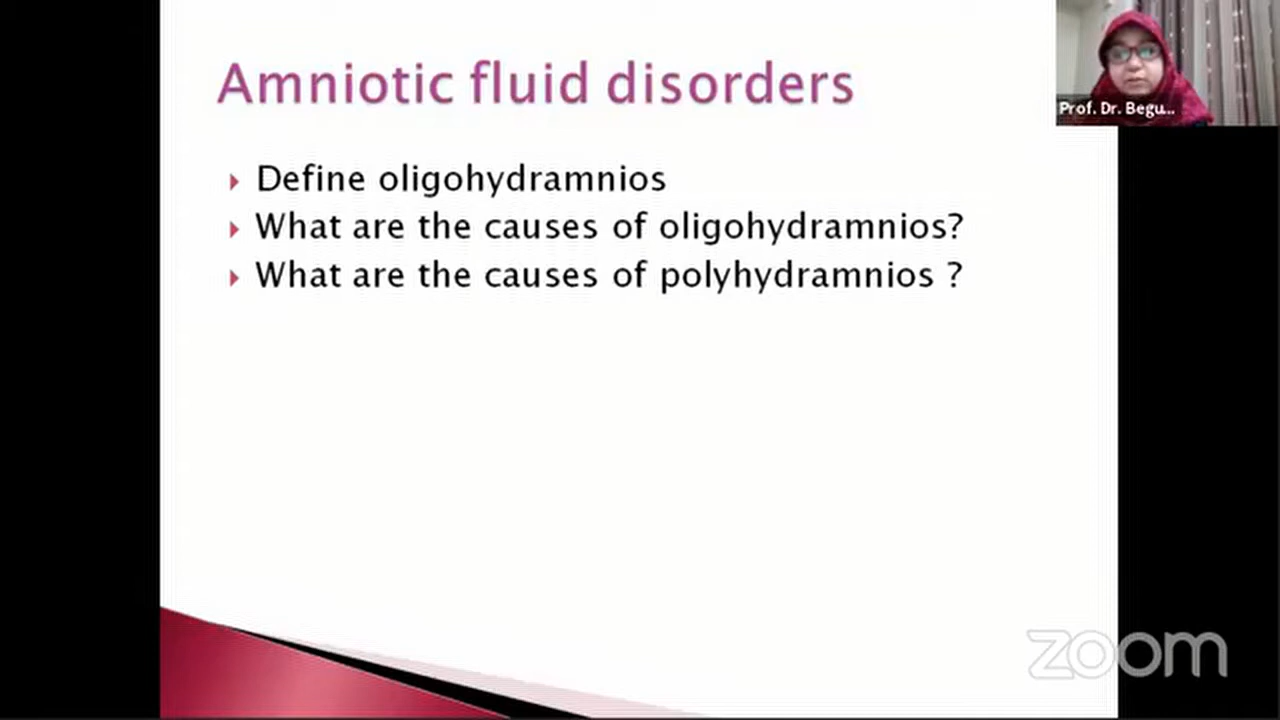 Amniotic fluid disorders
Define oligohydramnios
What are the causes of oligohydramnios?
What are the causes of polyhydramnios ?
Prof. Dr. Begu...
zoom